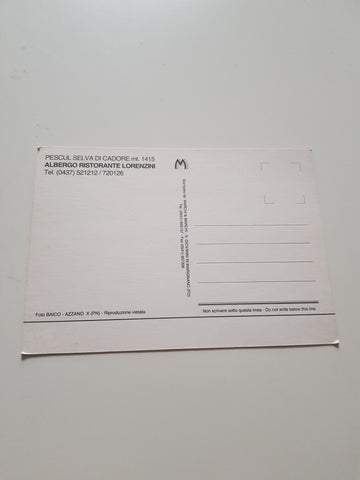 PESCUL SELVA DI CADORE mt. 1415
ALBERGO RISTORANTE LORENZINI
Tel. (0437) 521212 / 720126
M
Foto BAICO - AZZANO X (PN) - Riproduzione vietata
Non scrivere sotto questa linea / Do not write below this line